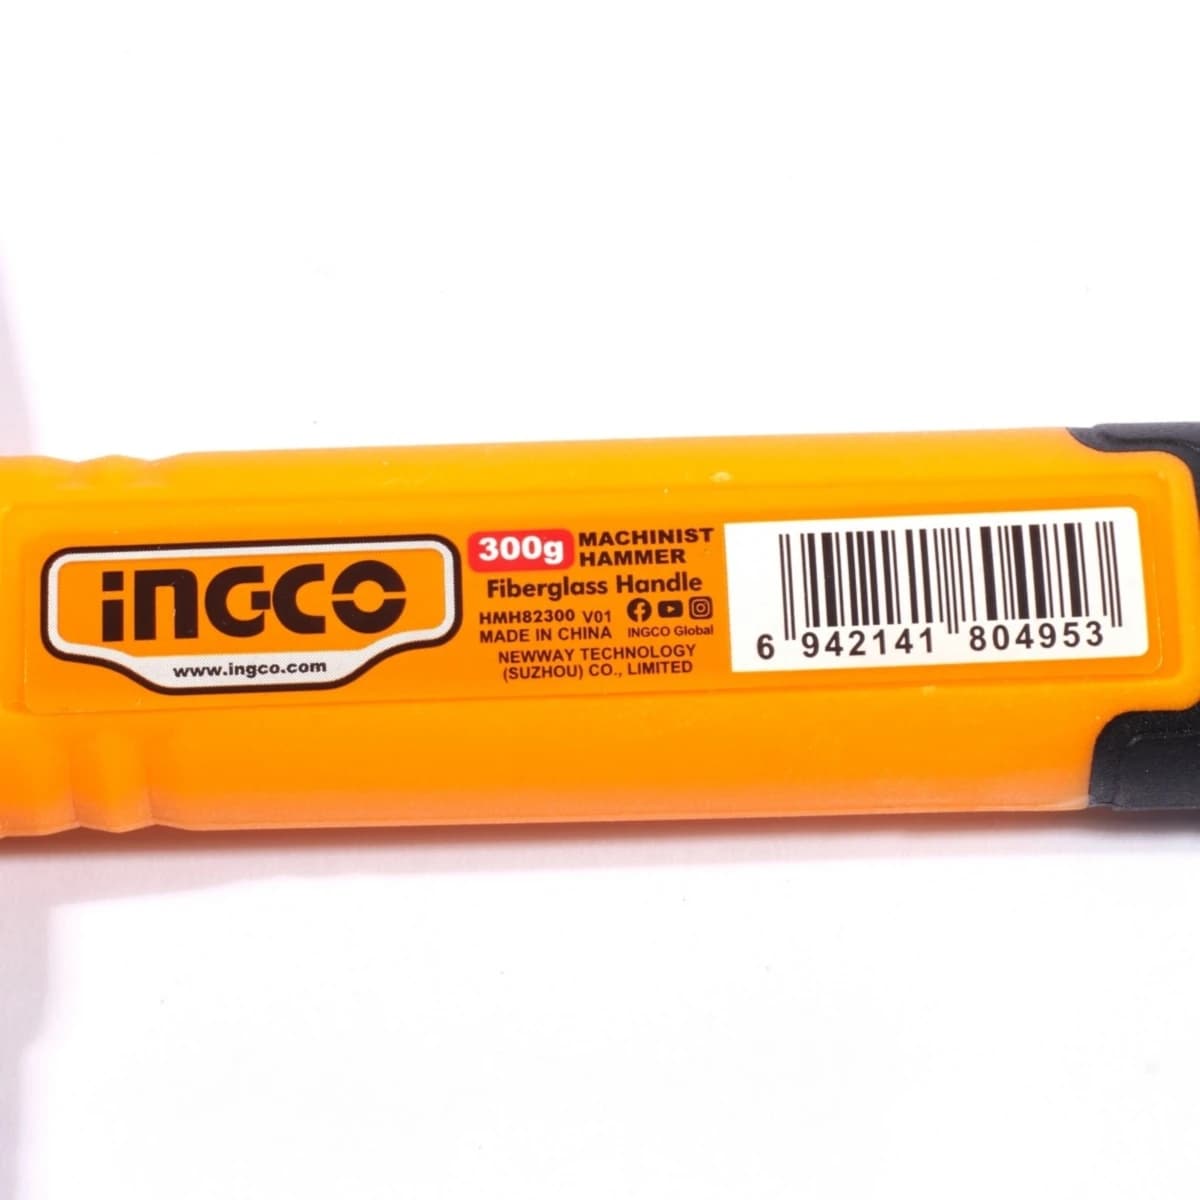 INGCO
www.ingco.com
300g MACHINIST
HAMMER
Fiberglass Handle
HMH82300 V01
MADE IN CHINA INGCO Global
NEWWAY TECHNOLOGY
(SUZHOU) CO., LIMITED
6 942141 804953